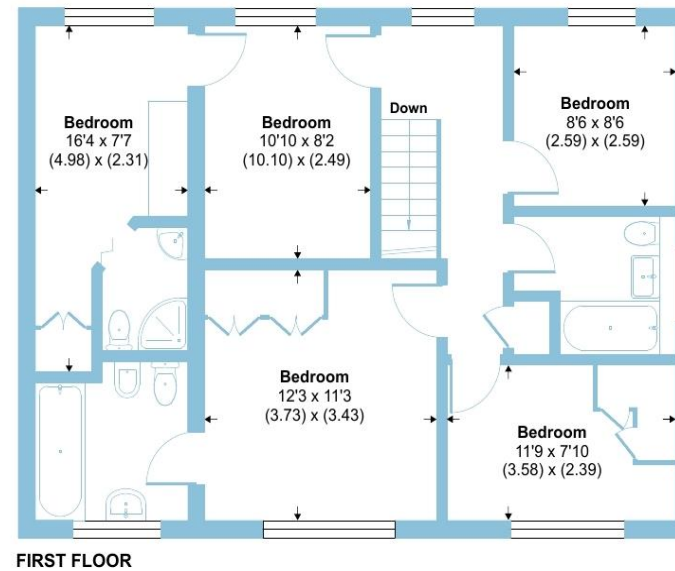 Bedroom
16'4 x 7'7
(4.98) x (2.31)
Bedroom
10'10 x 8'2
(10.10) x (2.49)
Down
Bedroom
8'6 x 8'6
(2.59) x (2.59)
Bedroom
12'3 x 11'3
(3.73) x (3.43)
Bedroom
11'9 x 7'10
(3.58) x (2.39)
FIRST FLOOR